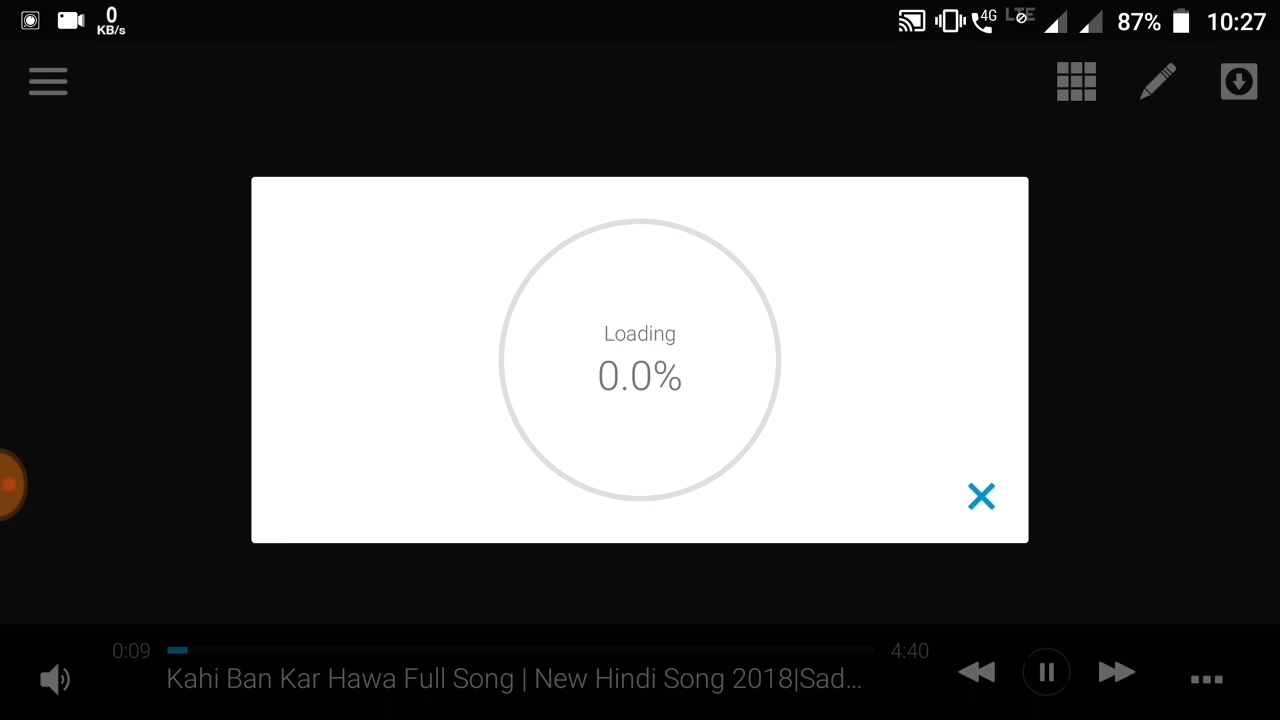 0
KB/s
4G
LTE
87%
10:27
Loading
0.0%
0:09
4:40
Kahi Ban Kar Hawa Full Song | New Hindi Song 2018|Sad...